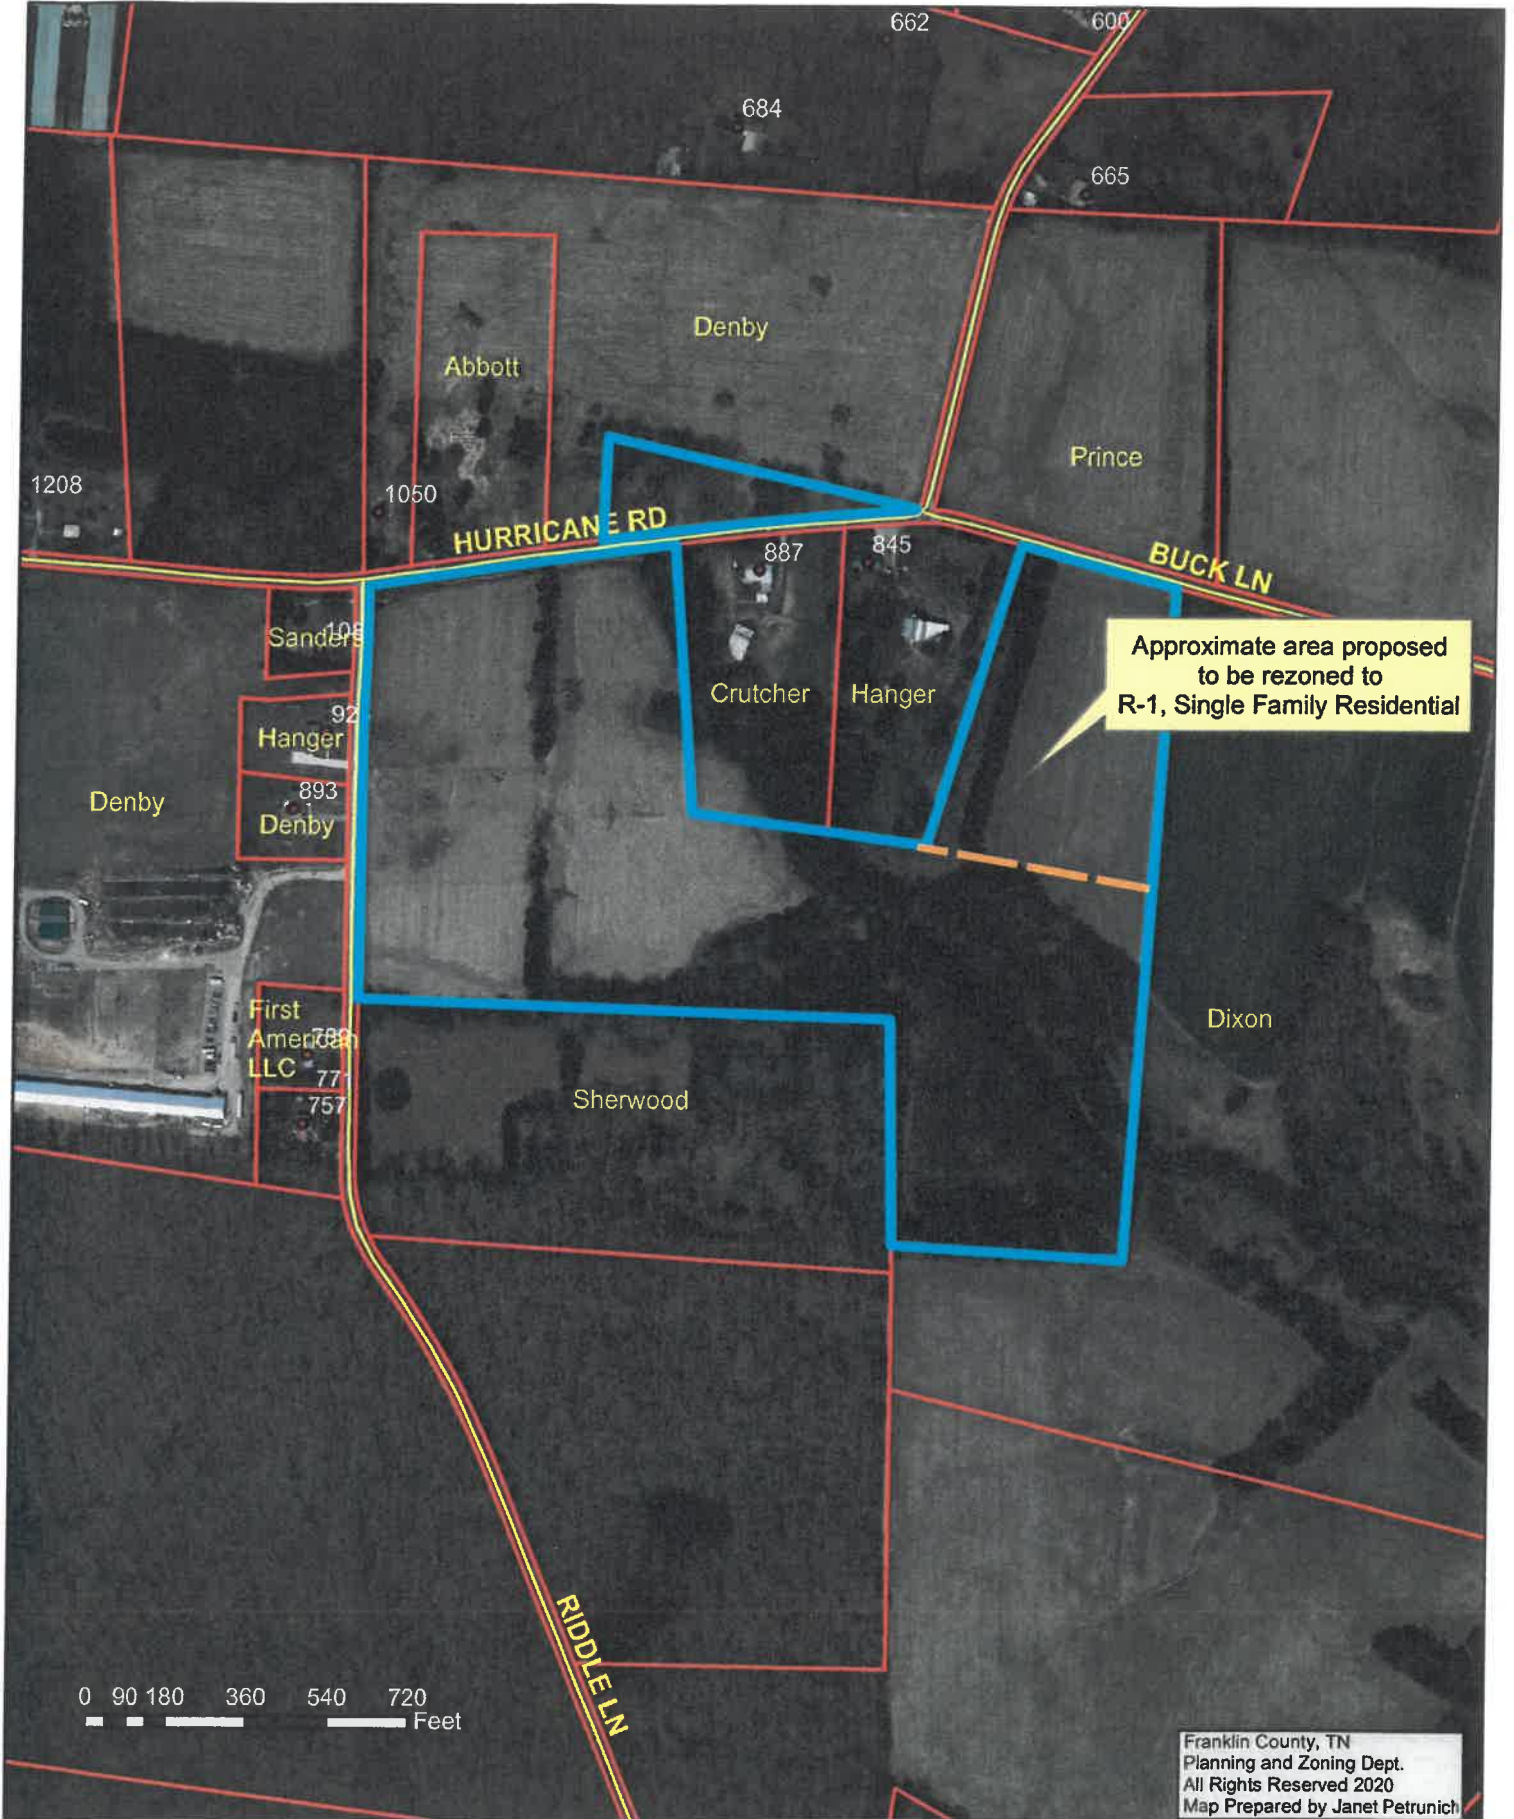 662
600
684
665
Denby
Abbott
Prince
1208
1050
HURRICANE RD
887
845
BUCK LN
Sanders
108
Approximate area proposed
to be rezoned to
R-1, Single Family Residential
Crutcher
Hanger
92
Hanger
893
Denby
Denby
First
American
LLC
789
771
757
Dixon
Sherwood
RIDDLE LN
0 90 180 360 540 720
Feet
Franklin County, TN
Planning and Zoning Dept.
All Rights Reserved 2020
Map Prepared by Janet Petrunich